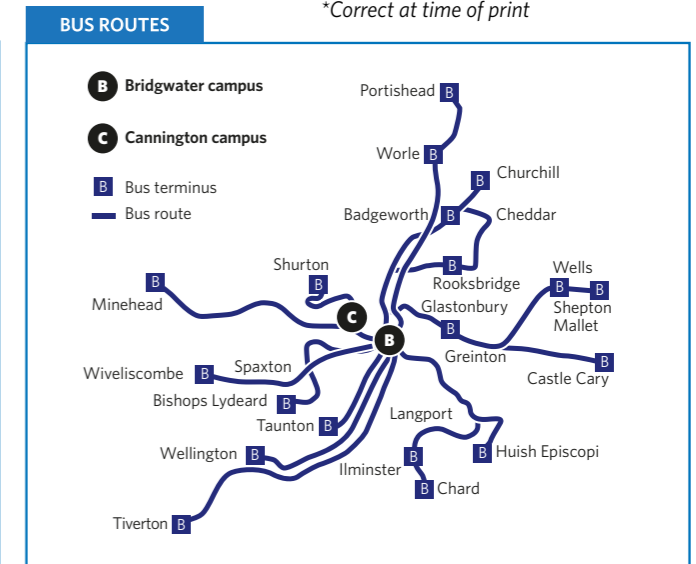 *Correct at time of print
BUS ROUTES
B Bridgwater campus
C Cannington campus
B Bus terminus
Bus route
Portishead B
Worle B
B Churchill
Badgeworth B Cheddar
Shurton
B
B
Rooksbridge
Wells
B B
Shepton
Mallet
B
Minehead
C
Glastonbury
B
B
Greinton
B
Castle Cary
Wiveliscombe B Spaxton
Bishops Lydeard B
Taunton B
Langport
Wellington B
Ilminster B
B Huish Episcopi
B Chard
Tiverton B